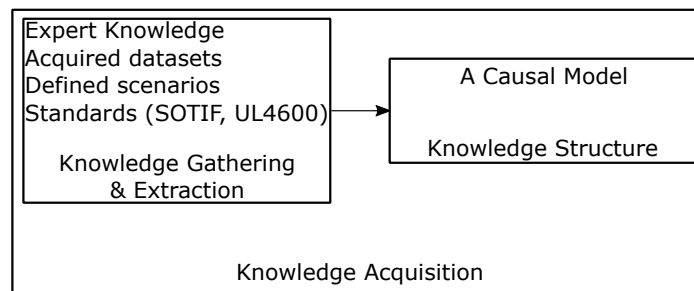 Expert Knowledge
Acquired datasets
Defined scenarios
Standards (SOTIF, UL4600)
Knowledge Gathering
& Extraction
A Causal Model
Knowledge Structure
Knowledge Acquisition